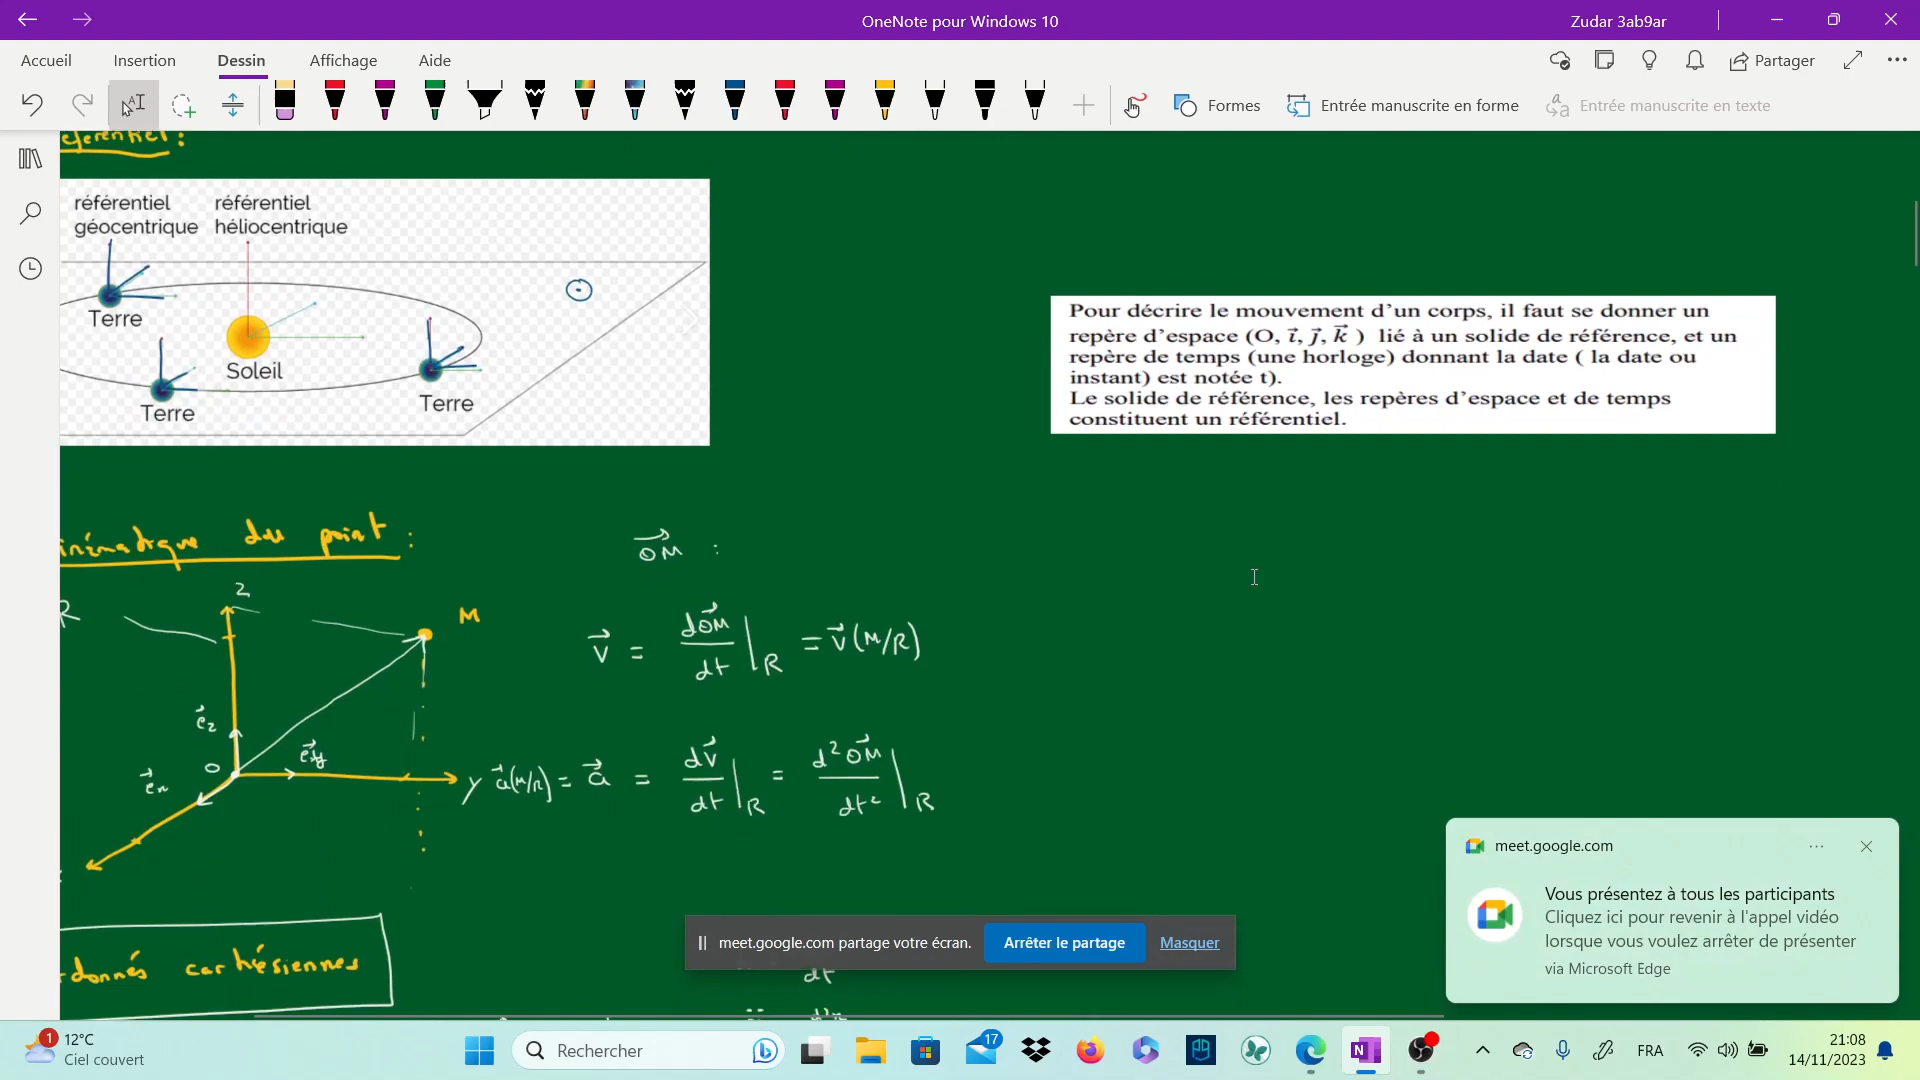 OneNote pour Windows 10
Zudar 3ab9ar
Accueil
Insertion
Dessin
Affichage
Aide
Partager
Formes
Entrée manuscrite en forme
Entrée manuscrite en texte
éférentiel :
référentiel
géocentrique
référentiel
héliocentrique
Terre
Soleil
Terre
Terre
Pour décrire le mouvement d’un corps, il faut se donner un
repère d’espace (O, i⃗, j⃗, k⃗ ) lié à un solide de référence, et un
repère de temps (une horloge) donnant la date ( la date ou
instant) est notée t).
Le solide de référence, les repères d’espace et de temps
constituent un référentiel.
inématique du point :
OM⃗ :
R
z
M
v⃗ = dOM⃗/dt |R = v⃗(M/R)
e⃗z
O
e⃗y
e⃗x
y
a⃗(M/R) = a⃗ = dv⃗/dt |R = d²OM⃗/dt² |R
rdonnés cartésiennes
dt
meet.google.com partage votre écran.
Arrêter le partage
Masquer
meet.google.com
Vous présentez à tous les participants
Cliquez ici pour revenir à l'appel vidéo
lorsque vous voulez arrêter de présenter
via Microsoft Edge
1
12°C
Ciel couvert
Rechercher
17
FRA
21:08
14/11/2023